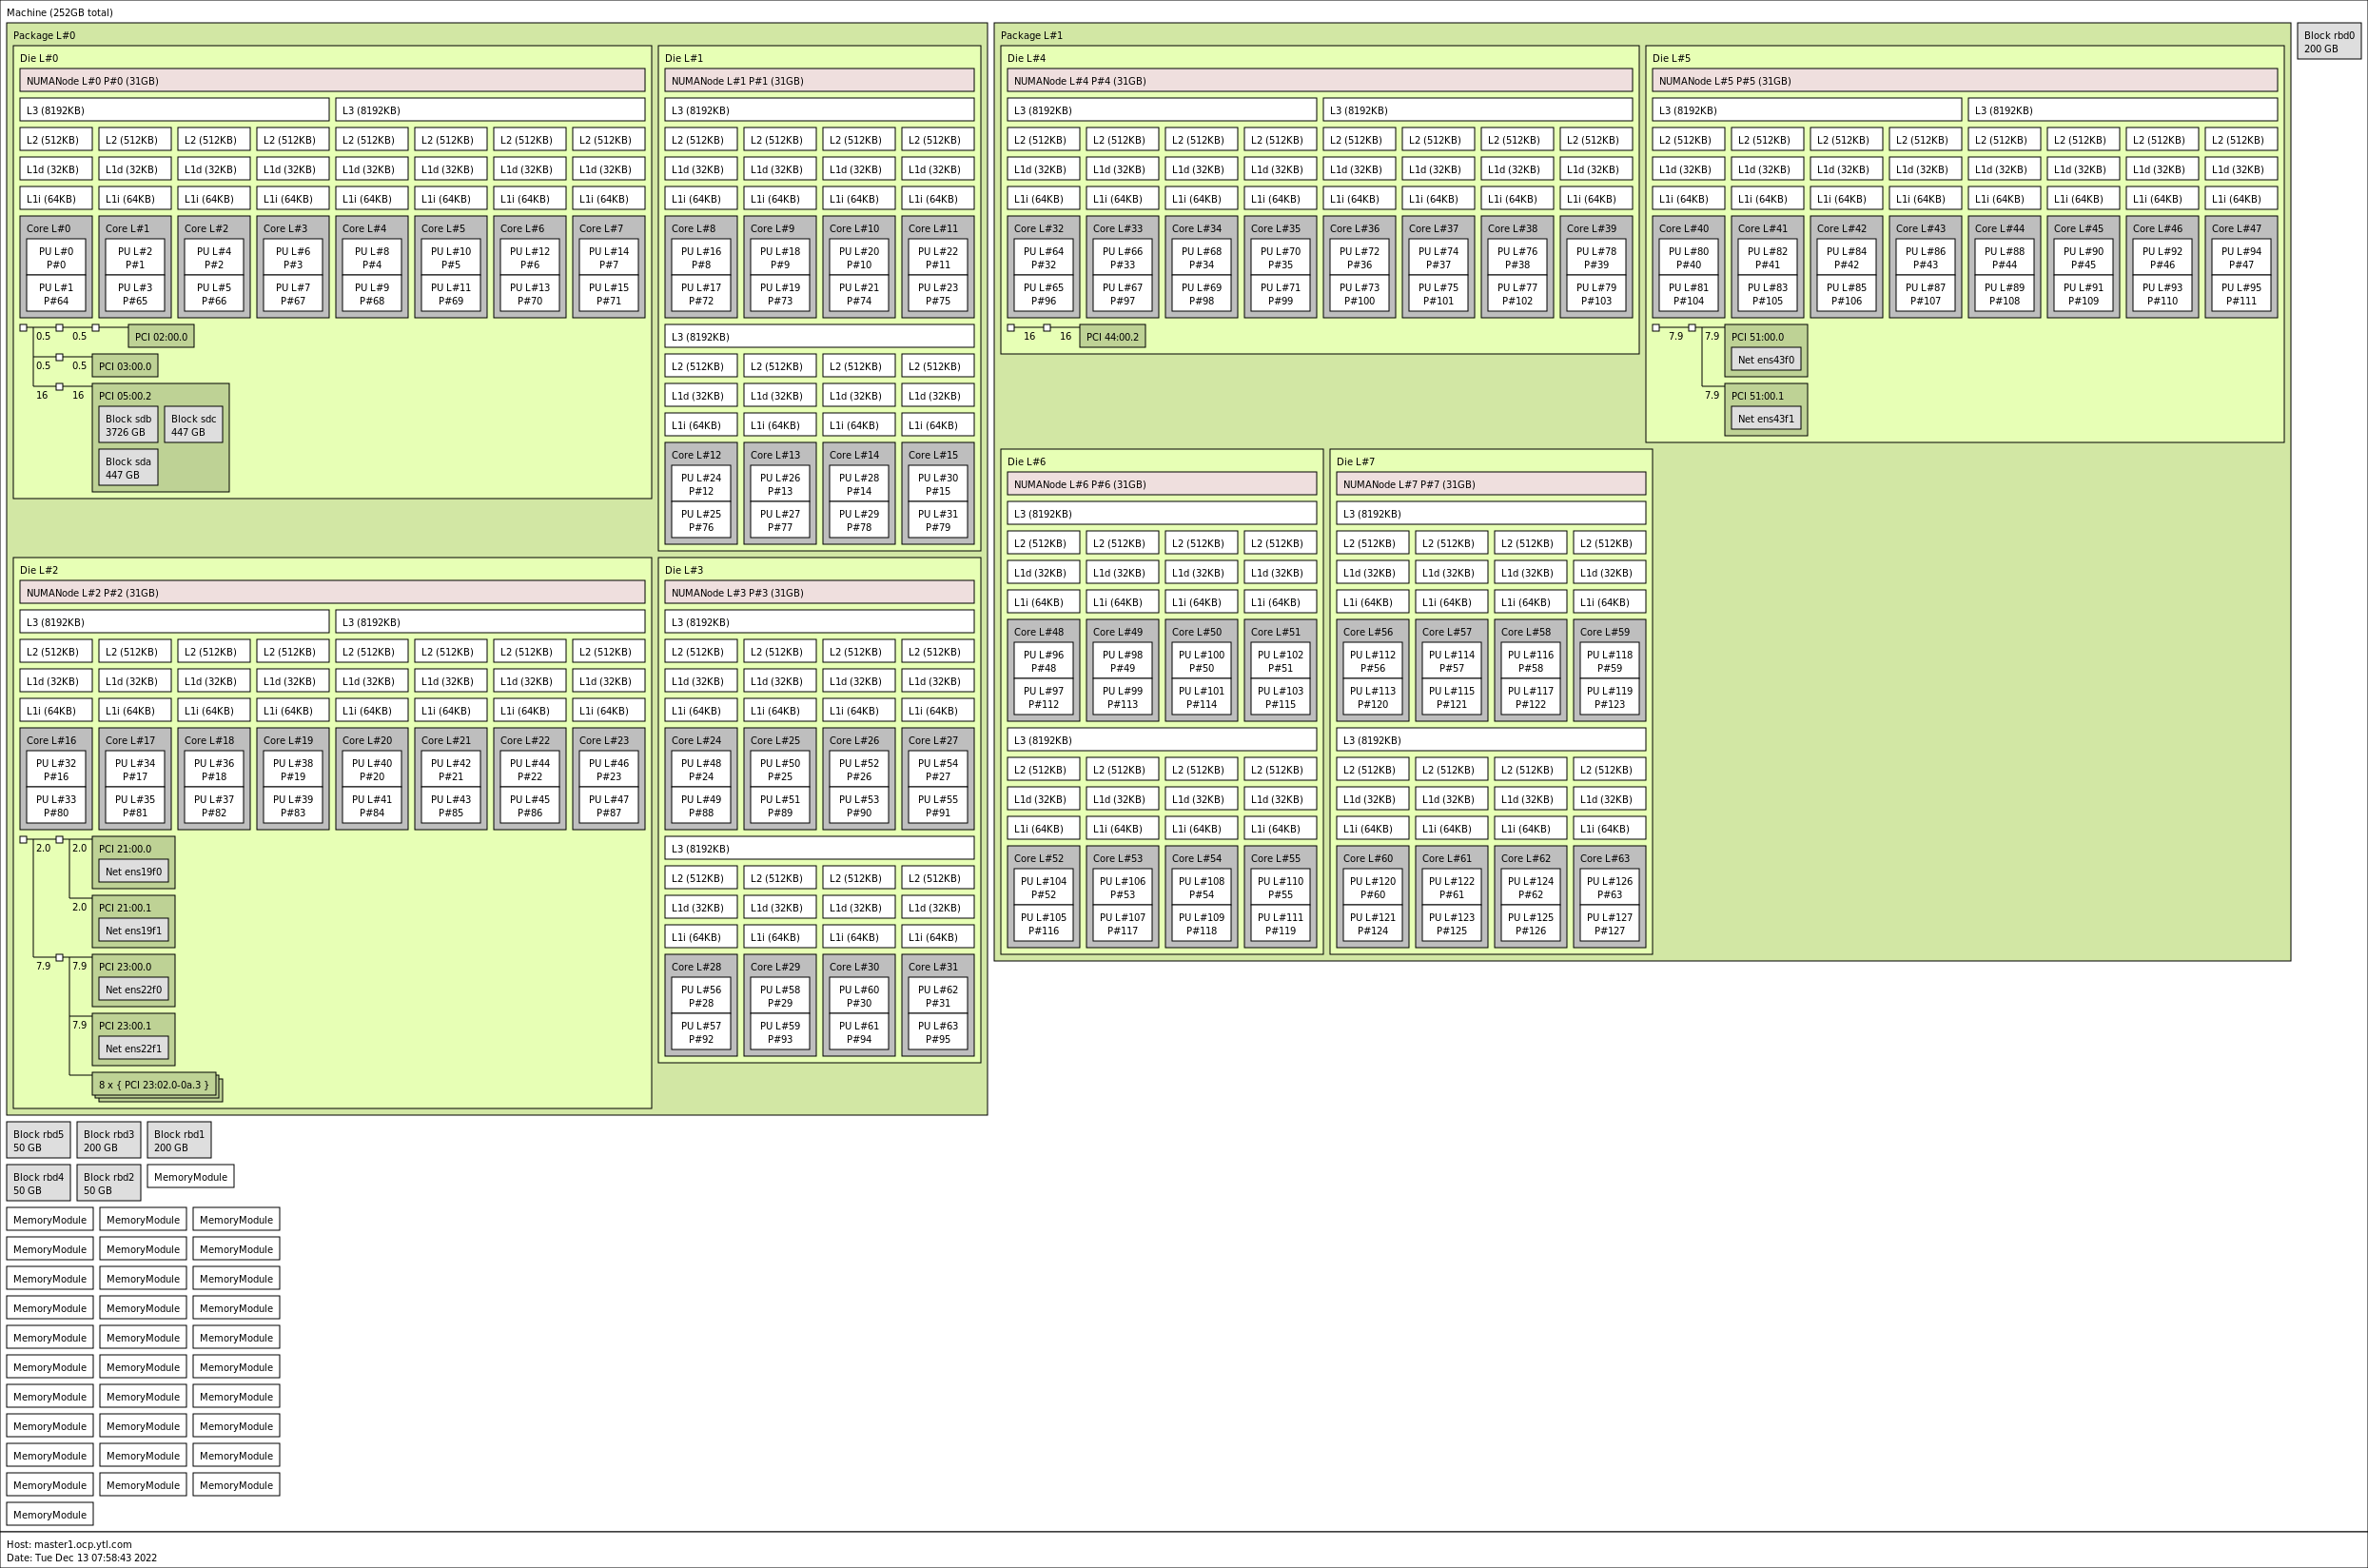 Machine (252GB total)
Package L#0
Die L#0
NUMANode L#0 P#0 (31GB)
L3 (8192KB) L3 (8192KB)
L2 (512KB) L2 (512KB) L2 (512KB) L2 (512KB) L2 (512KB) L2 (512KB) L2 (512KB) L2 (512KB)
L1d (32KB) L1d (32KB) L1d (32KB) L1d (32KB) L1d (32KB) L1d (32KB) L1d (32KB) L1d (32KB)
L1i (64KB) L1i (64KB) L1i (64KB) L1i (64KB) L1i (64KB) L1i (64KB) L1i (64KB) L1i (64KB)
Core L#0 Core L#1 Core L#2 Core L#3 Core L#4 Core L#5 Core L#6 Core L#7
PU L#0 PU L#2 PU L#4 PU L#6 PU L#8 PU L#10 PU L#12 PU L#14
P#0 P#1 P#2 P#3 P#4 P#5 P#6 P#7
PU L#1 PU L#3 PU L#5 PU L#7 PU L#9 PU L#11 PU L#13 PU L#15
P#64 P#65 P#66 P#67 P#68 P#69 P#70 P#71
0.5 0.5 PCI 02:00.0
0.5 0.5 PCI 03:00.0
16 16 PCI 05:00.2
Block sdb Block sdc
3726 GB 447 GB
Block sda
447 GB
Die L#1
NUMANode L#1 P#1 (31GB)
L3 (8192KB)
L2 (512KB) L2 (512KB) L2 (512KB) L2 (512KB)
L1d (32KB) L1d (32KB) L1d (32KB) L1d (32KB)
L1i (64KB) L1i (64KB) L1i (64KB) L1i (64KB)
Core L#8 Core L#9 Core L#10 Core L#11
PU L#16 PU L#18 PU L#20 PU L#22
P#8 P#9 P#10 P#11
PU L#17 PU L#19 PU L#21 PU L#23
P#72 P#73 P#74 P#75
L3 (8192KB)
L2 (512KB) L2 (512KB) L2 (512KB) L2 (512KB)
L1d (32KB) L1d (32KB) L1d (32KB) L1d (32KB)
L1i (64KB) L1i (64KB) L1i (64KB) L1i (64KB)
Core L#12 Core L#13 Core L#14 Core L#15
PU L#24 PU L#26 PU L#28 PU L#30
P#12 P#13 P#14 P#15
PU L#25 PU L#27 PU L#29 PU L#31
P#76 P#77 P#78 P#79
Die L#2
NUMANode L#2 P#2 (31GB)
L3 (8192KB) L3 (8192KB)
L2 (512KB) L2 (512KB) L2 (512KB) L2 (512KB) L2 (512KB) L2 (512KB) L2 (512KB) L2 (512KB)
L1d (32KB) L1d (32KB) L1d (32KB) L1d (32KB) L1d (32KB) L1d (32KB) L1d (32KB) L1d (32KB)
L1i (64KB) L1i (64KB) L1i (64KB) L1i (64KB) L1i (64KB) L1i (64KB) L1i (64KB) L1i (64KB)
Core L#16 Core L#17 Core L#18 Core L#19 Core L#20 Core L#21 Core L#22 Core L#23
PU L#32 PU L#34 PU L#36 PU L#38 PU L#40 PU L#42 PU L#44 PU L#46
P#16 P#17 P#18 P#19 P#20 P#21 P#22 P#23
PU L#33 PU L#35 PU L#37 PU L#39 PU L#41 PU L#43 PU L#45 PU L#47
P#80 P#81 P#82 P#83 P#84 P#85 P#86 P#87
2.0 2.0 PCI 21:00.0
Net ens19f0
2.0 PCI 21:00.1
Net ens19f1
7.9 7.9 PCI 23:00.0
Net ens22f0
7.9 PCI 23:00.1
Net ens22f1
8 x { PCI 23:02.0-0a.3 }
Die L#3
NUMANode L#3 P#3 (31GB)
L3 (8192KB)
L2 (512KB) L2 (512KB) L2 (512KB) L2 (512KB)
L1d (32KB) L1d (32KB) L1d (32KB) L1d (32KB)
L1i (64KB) L1i (64KB) L1i (64KB) L1i (64KB)
Core L#24 Core L#25 Core L#26 Core L#27
PU L#48 PU L#50 PU L#52 PU L#54
P#24 P#25 P#26 P#27
PU L#49 PU L#51 PU L#53 PU L#55
P#88 P#89 P#90 P#91
L3 (8192KB)
L2 (512KB) L2 (512KB) L2 (512KB) L2 (512KB)
L1d (32KB) L1d (32KB) L1d (32KB) L1d (32KB)
L1i (64KB) L1i (64KB) L1i (64KB) L1i (64KB)
Core L#28 Core L#29 Core L#30 Core L#31
PU L#56 PU L#58 PU L#60 PU L#62
P#28 P#29 P#30 P#31
PU L#57 PU L#59 PU L#61 PU L#63
P#92 P#93 P#94 P#95
Package L#1
Die L#4
NUMANode L#4 P#4 (31GB)
L3 (8192KB) L3 (8192KB)
L2 (512KB) L2 (512KB) L2 (512KB) L2 (512KB) L2 (512KB) L2 (512KB) L2 (512KB) L2 (512KB)
L1d (32KB) L1d (32KB) L1d (32KB) L1d (32KB) L1d (32KB) L1d (32KB) L1d (32KB) L1d (32KB)
L1i (64KB) L1i (64KB) L1i (64KB) L1i (64KB) L1i (64KB) L1i (64KB) L1i (64KB) L1i (64KB)
Core L#32 Core L#33 Core L#34 Core L#35 Core L#36 Core L#37 Core L#38 Core L#39
PU L#64 PU L#66 PU L#68 PU L#70 PU L#72 PU L#74 PU L#76 PU L#78
P#32 P#33 P#34 P#35 P#36 P#37 P#38 P#39
PU L#65 PU L#67 PU L#69 PU L#71 PU L#73 PU L#75 PU L#77 PU L#79
P#96 P#97 P#98 P#99 P#100 P#101 P#102 P#103
16 16 PCI 44:00.2
Die L#5
NUMANode L#5 P#5 (31GB)
L3 (8192KB) L3 (8192KB)
L2 (512KB) L2 (512KB) L2 (512KB) L2 (512KB) L2 (512KB) L2 (512KB) L2 (512KB) L2 (512KB)
L1d (32KB) L1d (32KB) L1d (32KB) L1d (32KB) L1d (32KB) L1d (32KB) L1d (32KB) L1d (32KB)
L1i (64KB) L1i (64KB) L1i (64KB) L1i (64KB) L1i (64KB) L1i (64KB) L1i (64KB) L1i (64KB)
Core L#40 Core L#41 Core L#42 Core L#43 Core L#44 Core L#45 Core L#46 Core L#47
PU L#80 PU L#82 PU L#84 PU L#86 PU L#88 PU L#90 PU L#92 PU L#94
P#40 P#41 P#42 P#43 P#44 P#45 P#46 P#47
PU L#81 PU L#83 PU L#85 PU L#87 PU L#89 PU L#91 PU L#93 PU L#95
P#104 P#105 P#106 P#107 P#108 P#109 P#110 P#111
7.9 7.9 PCI 51:00.0
Net ens43f0
7.9 PCI 51:00.1
Net ens43f1
Die L#6
NUMANode L#6 P#6 (31GB)
L3 (8192KB)
L2 (512KB) L2 (512KB) L2 (512KB) L2 (512KB)
L1d (32KB) L1d (32KB) L1d (32KB) L1d (32KB)
L1i (64KB) L1i (64KB) L1i (64KB) L1i (64KB)
Core L#48 Core L#49 Core L#50 Core L#51
PU L#96 PU L#98 PU L#100 PU L#102
P#48 P#49 P#50 P#51
PU L#97 PU L#99 PU L#101 PU L#103
P#112 P#113 P#114 P#115
L3 (8192KB)
L2 (512KB) L2 (512KB) L2 (512KB) L2 (512KB)
L1d (32KB) L1d (32KB) L1d (32KB) L1d (32KB)
L1i (64KB) L1i (64KB) L1i (64KB) L1i (64KB)
Core L#52 Core L#53 Core L#54 Core L#55
PU L#104 PU L#106 PU L#108 PU L#110
P#52 P#53 P#54 P#55
PU L#105 PU L#107 PU L#109 PU L#111
P#116 P#117 P#118 P#119
Die L#7
NUMANode L#7 P#7 (31GB)
L3 (8192KB)
L2 (512KB) L2 (512KB) L2 (512KB) L2 (512KB)
L1d (32KB) L1d (32KB) L1d (32KB) L1d (32KB)
L1i (64KB) L1i (64KB) L1i (64KB) L1i (64KB)
Core L#56 Core L#57 Core L#58 Core L#59
PU L#112 PU L#114 PU L#116 PU L#118
P#56 P#57 P#58 P#59
PU L#113 PU L#115 PU L#117 PU L#119
P#120 P#121 P#122 P#123
L3 (8192KB)
L2 (512KB) L2 (512KB) L2 (512KB) L2 (512KB)
L1d (32KB) L1d (32KB) L1d (32KB) L1d (32KB)
L1i (64KB) L1i (64KB) L1i (64KB) L1i (64KB)
Core L#60 Core L#61 Core L#62 Core L#63
PU L#120 PU L#122 PU L#124 PU L#126
P#60 P#61 P#62 P#63
PU L#121 PU L#123 PU L#125 PU L#127
P#124 P#125 P#126 P#127
Block rbd0
200 GB
Block rbd5 Block rbd3 Block rbd1
50 GB 200 GB 200 GB
Block rbd4 Block rbd2 MemoryModule
50 GB 50 GB
MemoryModule MemoryModule MemoryModule
MemoryModule MemoryModule MemoryModule
MemoryModule MemoryModule MemoryModule
MemoryModule MemoryModule MemoryModule
MemoryModule MemoryModule MemoryModule
MemoryModule MemoryModule MemoryModule
MemoryModule MemoryModule MemoryModule
MemoryModule MemoryModule MemoryModule
MemoryModule MemoryModule MemoryModule
MemoryModule MemoryModule MemoryModule
MemoryModule
Host: master1.ocp.ytl.com
Date: Tue Dec 13 07:58:43 2022